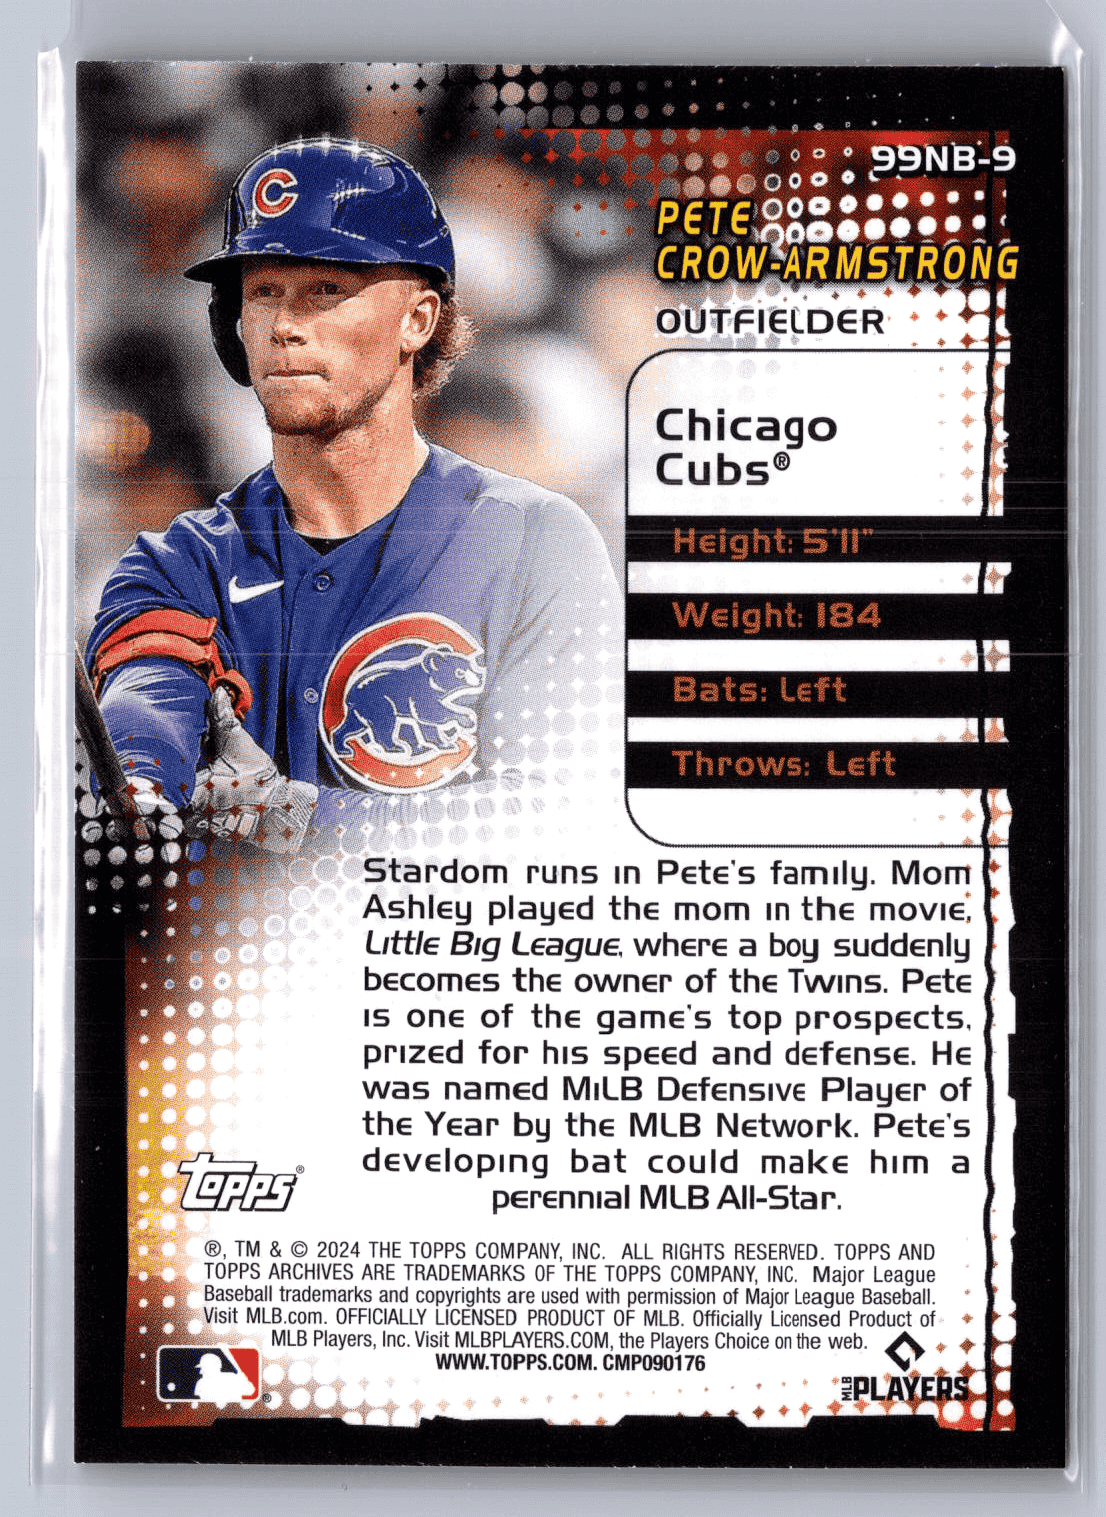 99NB-9
PETE
CROW-ARMSTRONG
OUTFIELDER
Chicago
Cubs®
Height: 5'11"
Weight: 184
Bats: Left
Throws: Left
Stardom runs in Pete's family. Mom
Ashley played the mom in the movie,
Little Big League, where a boy suddenly
becomes the owner of the Twins. Pete
is one of the game's top prospects,
prized for his speed and defense. He
was named MiLB Defensive Player of
the Year by the MLB Network. Pete's
developing bat could make him a
perennial MLB All-Star.
topps®
®, TM & © 2024 THE TOPPS COMPANY, INC. ALL RIGHTS RESERVED. TOPPS AND
TOPPS ARCHIVES ARE TRADEMARKS OF THE TOPPS COMPANY, INC. Major League
Baseball trademarks and copyrights are used with permission of Major League Baseball.
Visit MLB.com. OFFICIALLY LICENSED PRODUCT OF MLB. Officially Licensed Product of
MLB Players, Inc. Visit MLBPLAYERS.COM, the Players Choice on the web.
WWW.TOPPS.COM. CMP090176
®
MLB PLAYERS
C